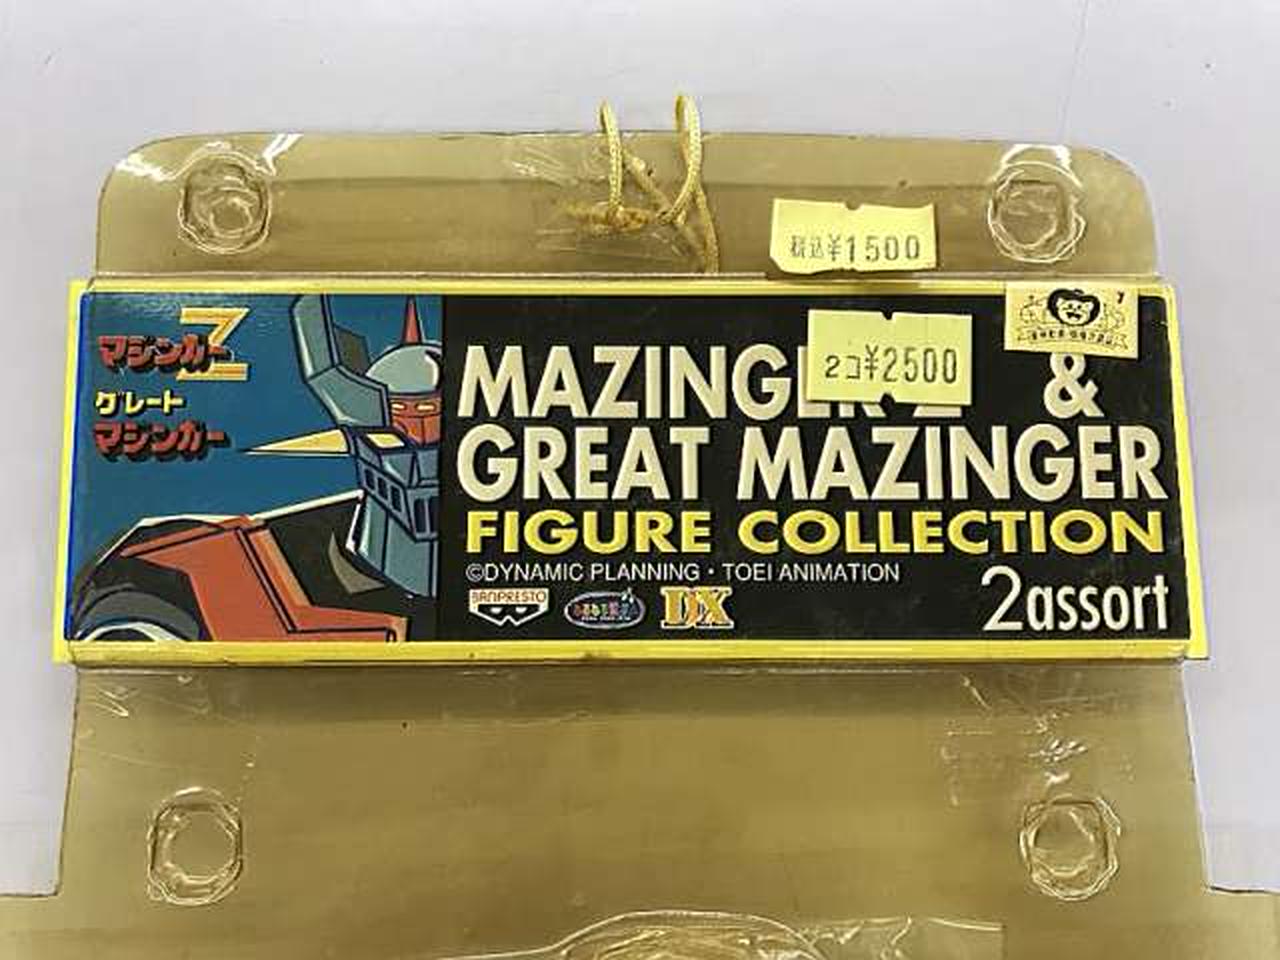 税込¥1500
マジンガーZ
グレート
マジンガー
MAZINGER Z &
2コ¥2500
GREAT MAZINGER
FIGURE COLLECTION
©DYNAMIC PLANNING・TOEI ANIMATION
BANPRESTO
DX
2assort